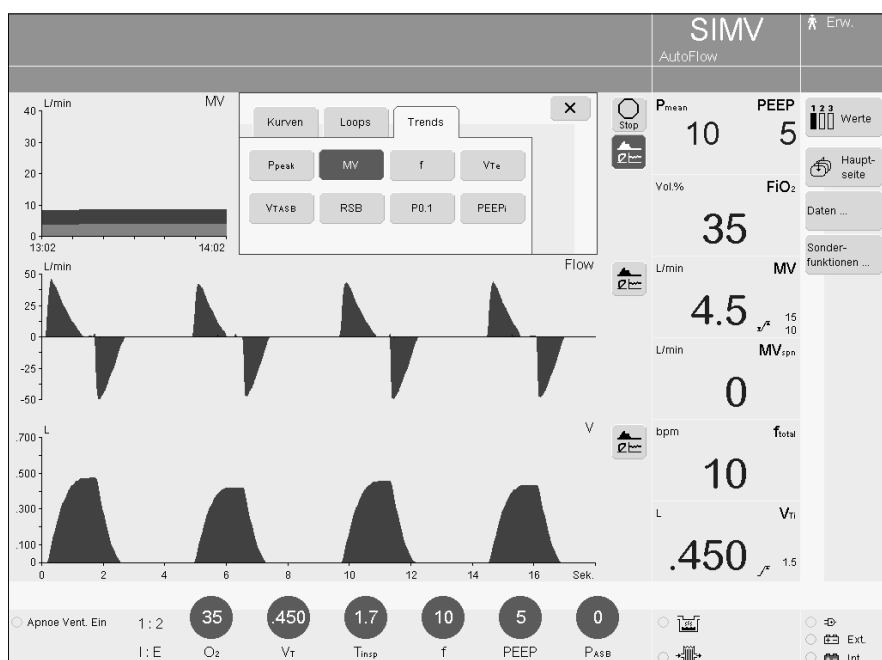 SIMV
AutoFlow
Erw.
L/min MV
40
30
20
10
0
13:02 14:02
Kurven Loops Trends
Ppeak MV f VTe
VTASB RSB P0.1 PEEPi
Stop
Pmean PEEP
10 5
Vol.% FiO2
35
L/min MV
4.5 15
10
L/min MVspn
0
bpm ftotal
10
L VTi
.450 1.5
1 2 3
Werte
Haupt-
seite
Daten ...
Sonder-
funktionen ...
L/min Flow
50
25
0
-25
-50
L V
.700
.500
.300
.100
0
0 2 4 6 8 10 12 14 16 Sek.
Apnoe Vent. Ein 1 : 2 35 .450 1.7 10 5 0
I : E O2 VT Tinsp f PEEP PASB
Ext.
Int.